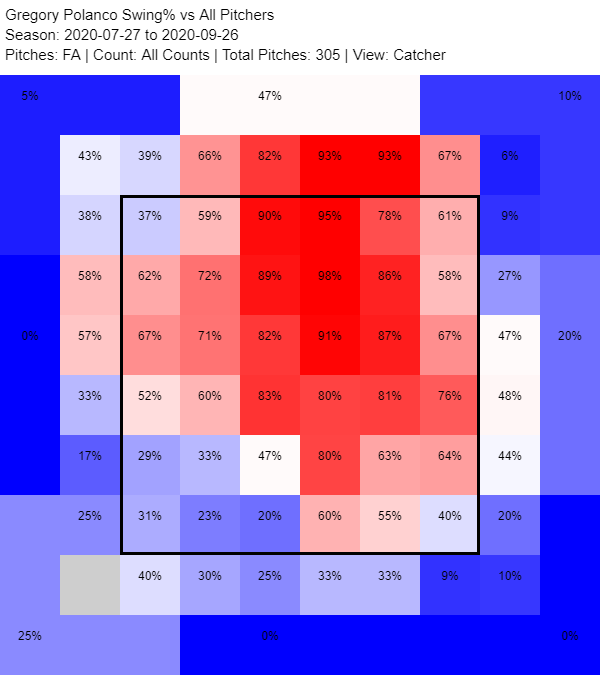 Gregory Polanco Swing% vs All Pitchers
Season: 2020-07-27 to 2020-09-26
Pitches: FA | Count: All Counts | Total Pitches: 305 | View: Catcher
5% 47% 10%
43% 39% 66% 82% 93% 93% 67% 6%
38% 37% 59% 90% 95% 78% 61% 9%
58% 62% 72% 89% 98% 86% 58% 27%
0% 57% 67% 71% 82% 91% 87% 67% 47% 20%
33% 52% 60% 83% 80% 81% 76% 48%
17% 29% 33% 47% 80% 63% 64% 44%
25% 31% 23% 20% 60% 55% 40% 20%
40% 30% 25% 33% 33% 9% 10%
25% 0% 0%